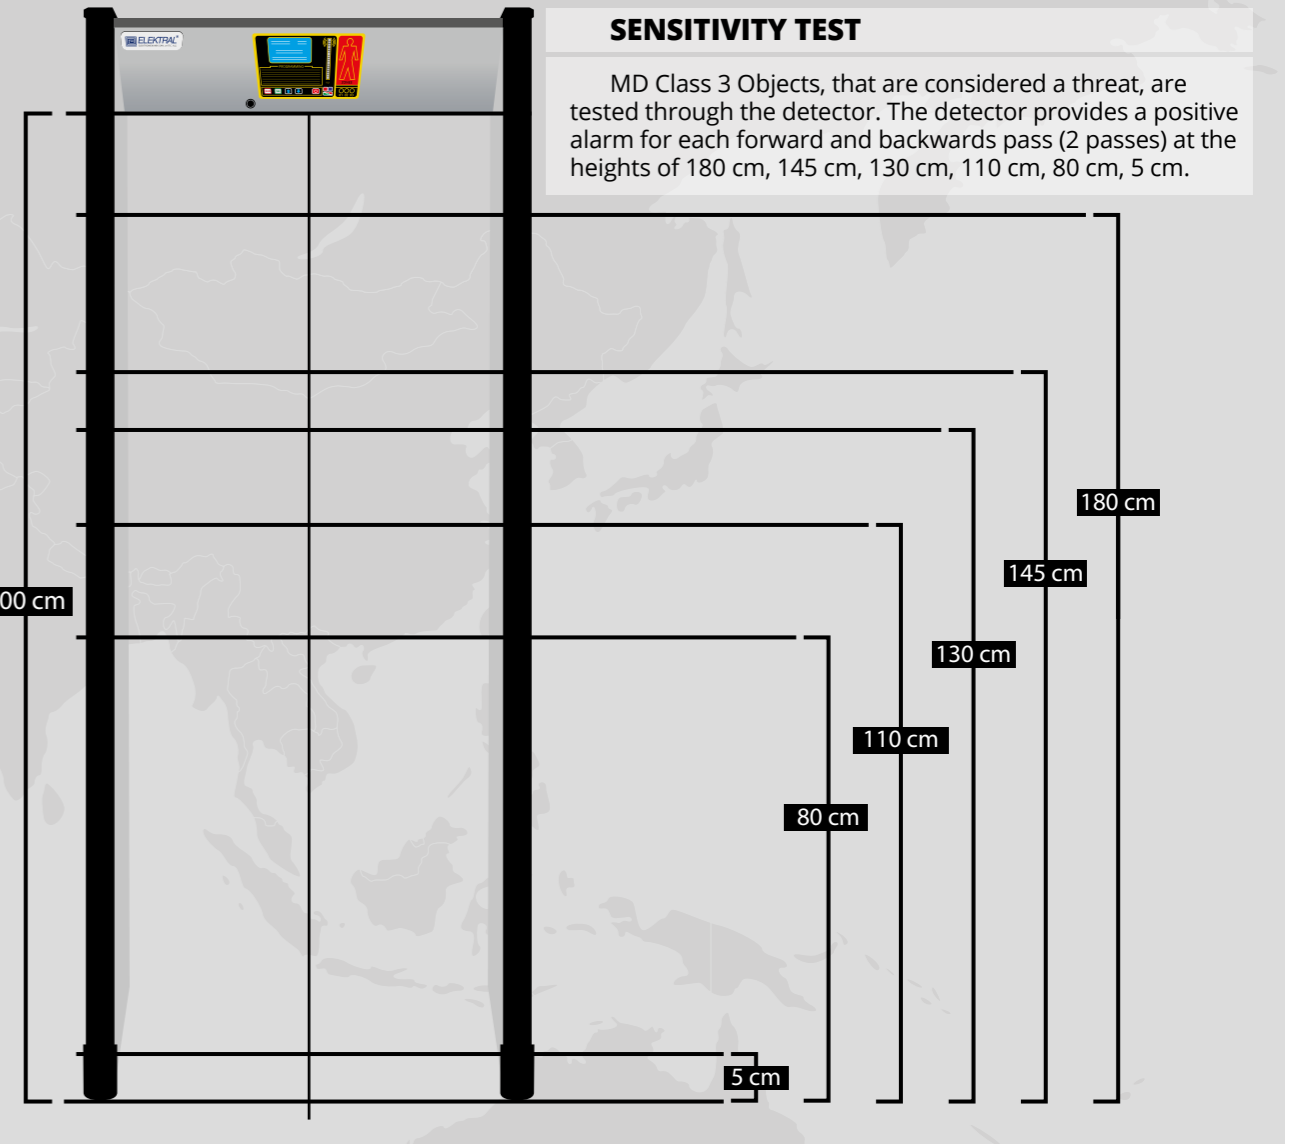 ELEKTRAL
SENSITIVITY TEST
MD Class 3 Objects, that are considered a threat, are
tested through the detector. The detector provides a positive
alarm for each forward and backwards pass (2 passes) at the
heights of 180 cm, 145 cm, 130 cm, 110 cm, 80 cm, 5 cm.
180 cm
145 cm
00 cm
130 cm
110 cm
80 cm
5 cm